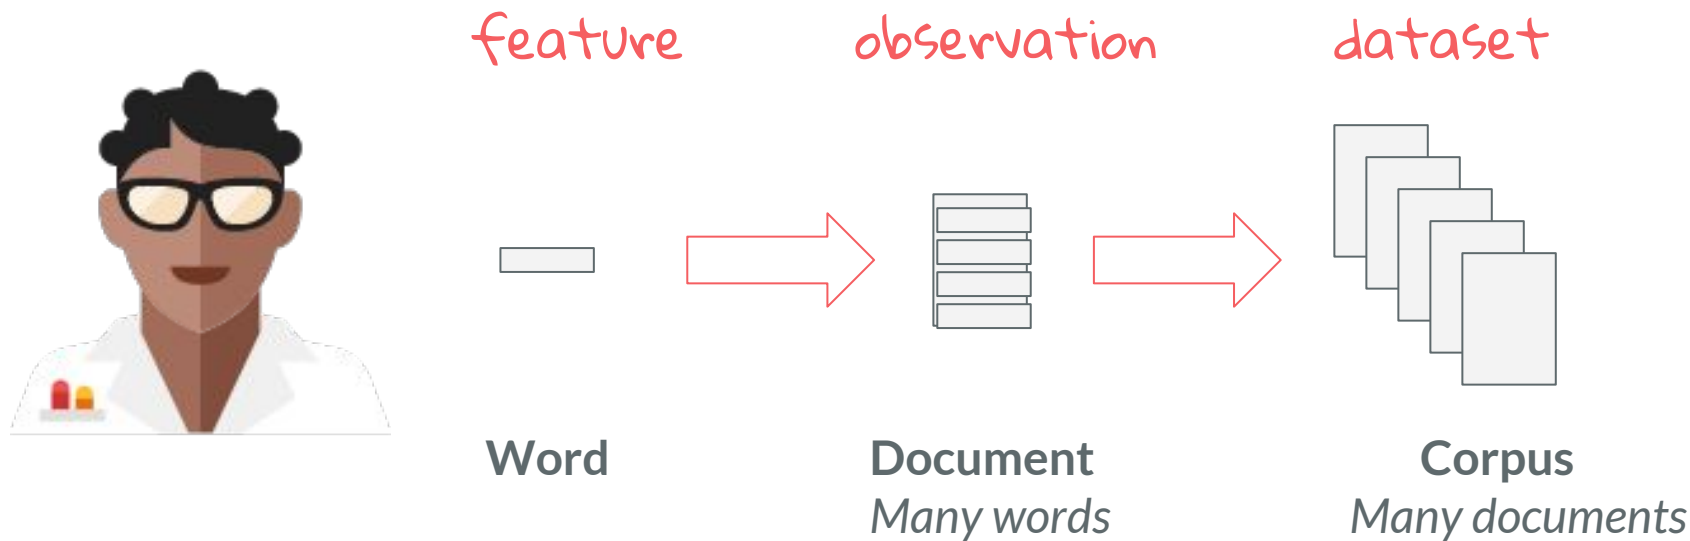 feature observation dataset
Word Document Corpus
Many words Many documents